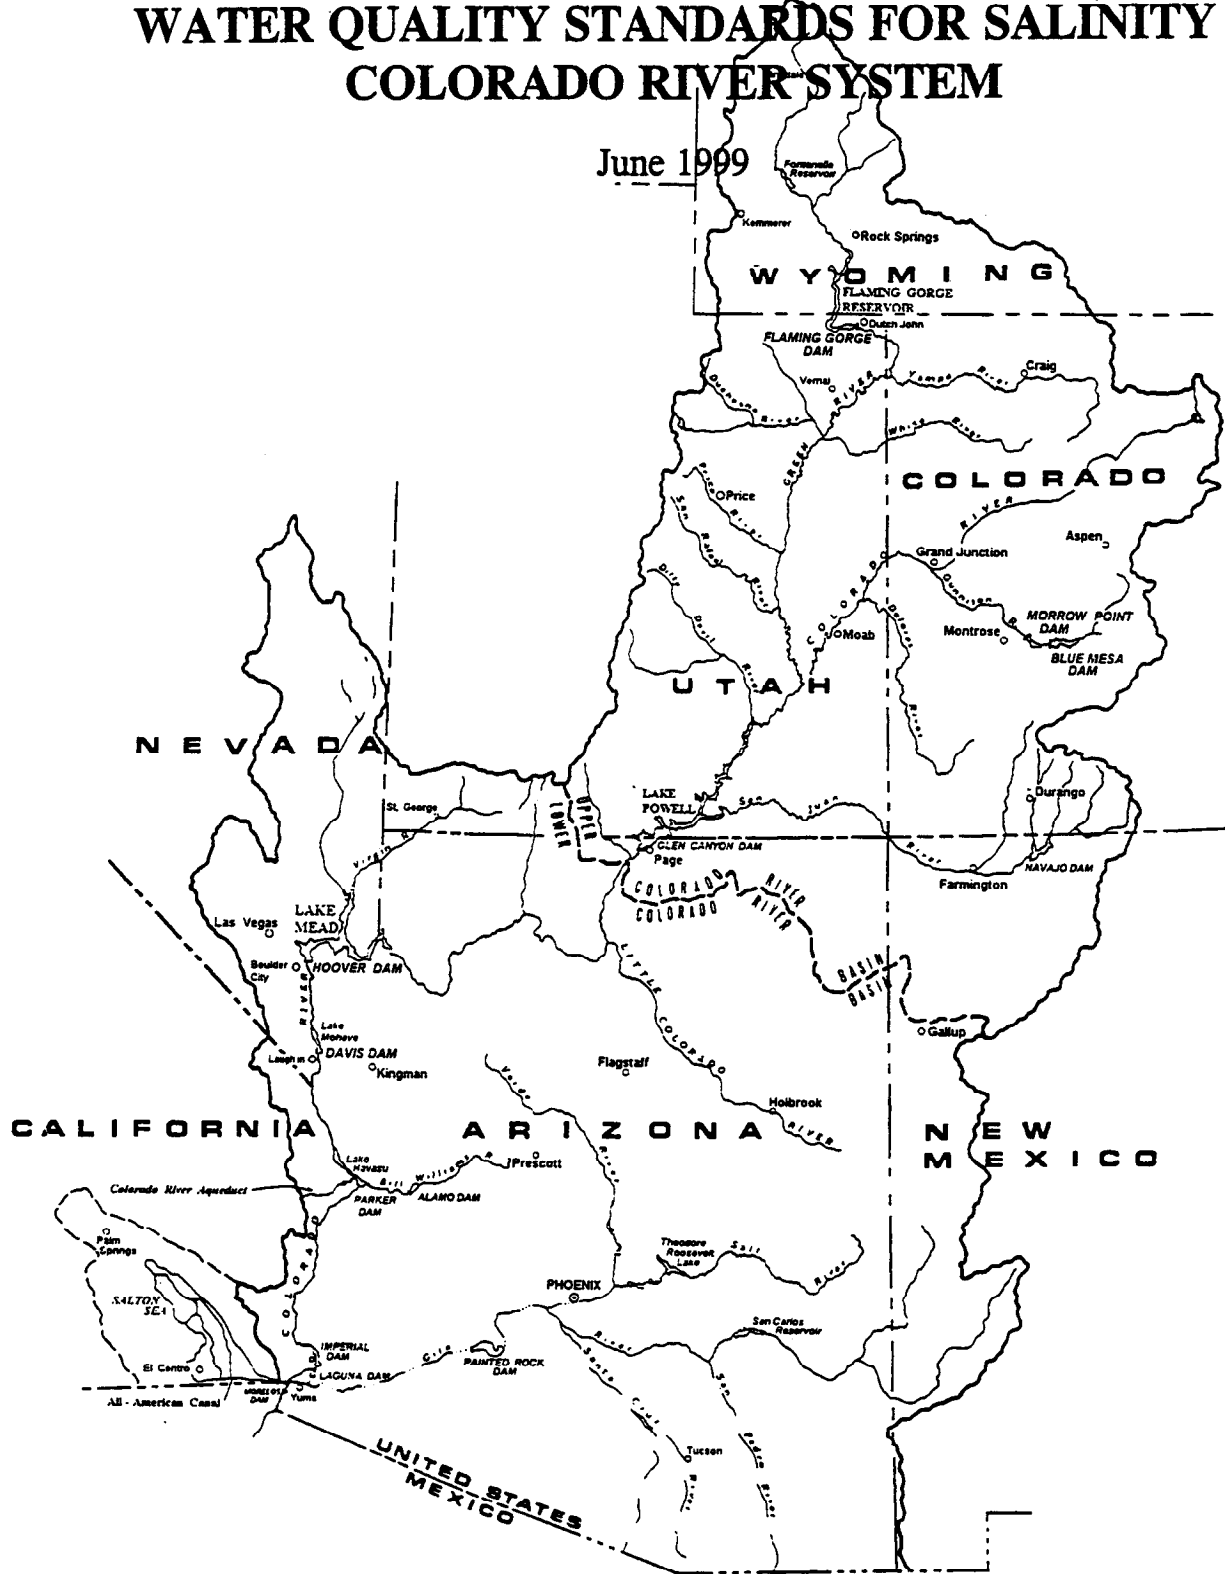 WATER QUALITY STANDARDS FOR SALINITY
COLORADO RIVER SYSTEM
June 1999
Fontenelle
Reservoir
Kemmerer
Rock Springs
WYOMING
FLAMING GORGE
RESERVOIR
Dutch John
FLAMING GORGE
DAM
Vernal
Craig
Yampa River
Duchesne River
GREEN RIVER
White River
COLORADO
Price
Price River
San Rafael River
Dirty Devil River
COLORADO RIVER
Aspen
Grand Junction
Gunnison R.
MORROW POINT
DAM
Montrose
BLUE MESA
DAM
Moab
Dolores River
UTAH
NEVADA
St. George
Virgin R
UPPER
LOWER
LAKE
POWELL
San Juan River
Durango
GLEN CANYON DAM
Page
NAVAJO DAM
Farmington
COLORADO RIVER BASIN
COLORADO RIVER BASIN
LAKE
MEAD
Las Vegas
Boulder
City
HOOVER DAM
RIVER
LITTLE COLORADO RIVER
Gallup
Lake
Mohave
Laughlin
DAVIS DAM
Kingman
Flagstaff
Verde River
Holbrook
CALIFORNIA
ARIZONA
NEW
MEXICO
Lake
Havasu
Bill Williams R
Prescott
Colorado River Aqueduct
PARKER
DAM
ALAMO DAM
COLORADO
Palm
Springs
Theodore
Roosevelt
Lake
Salt River
PHOENIX
SALTON
SEA
San Carlos
Reservoir
IMPERIAL
DAM
Gila River
PAINTED ROCK
DAM
El Centro
LAGUNA DAM
MORELOS
DAM
Yuma
All - American Canal
Santa Cruz River
San Pedro River
Tucson
UNITED STATES
MEXICO